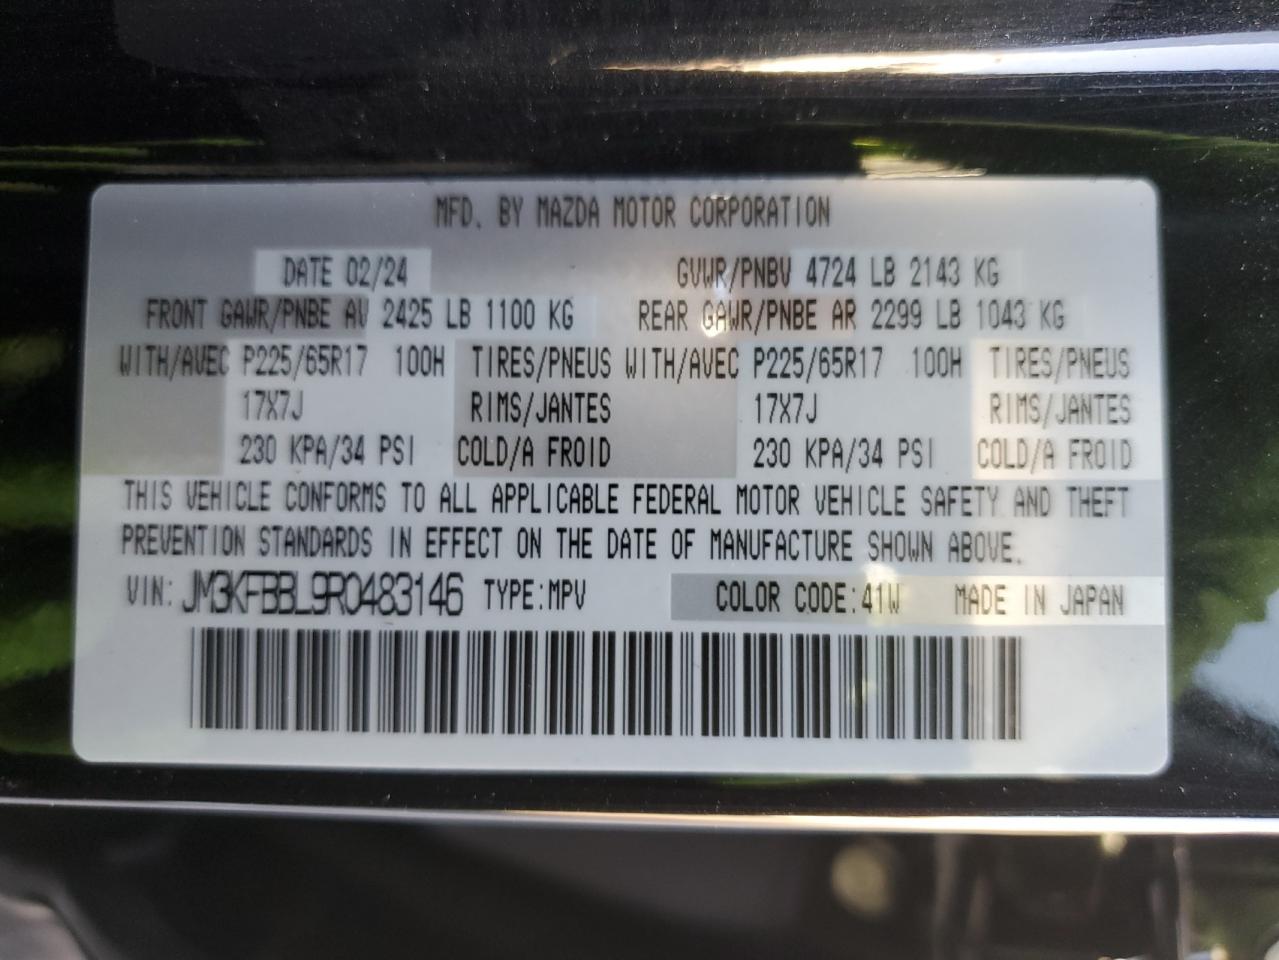 MFD. BY MAZDA MOTOR CORPORATION
DATE 02/24 GVWR/PNBV 4724 LB 2143 KG
FRONT GAWR/PNBE AV 2425 LB 1100 KG REAR GAWR/PNBE AR 2299 LB 1043 KG
WITH/AVEC P225/65R17 100H TIRES/PNEUS WITH/AVEC P225/65R17 100H TIRES/PNEUS
17X7J RIMS/JANTES 17X7J RIMS/JANTES
230 KPA/34 PSI COLD/A FROID 230 KPA/34 PSI COLD/A FROID
THIS VEHICLE CONFORMS TO ALL APPLICABLE FEDERAL MOTOR VEHICLE SAFETY AND THEFT
PREVENTION STANDARDS IN EFFECT ON THE DATE OF MANUFACTURE SHOWN ABOVE.
VIN: JM3KFBBL9R0483146 TYPE:MPV COLOR CODE:41W MADE IN JAPAN